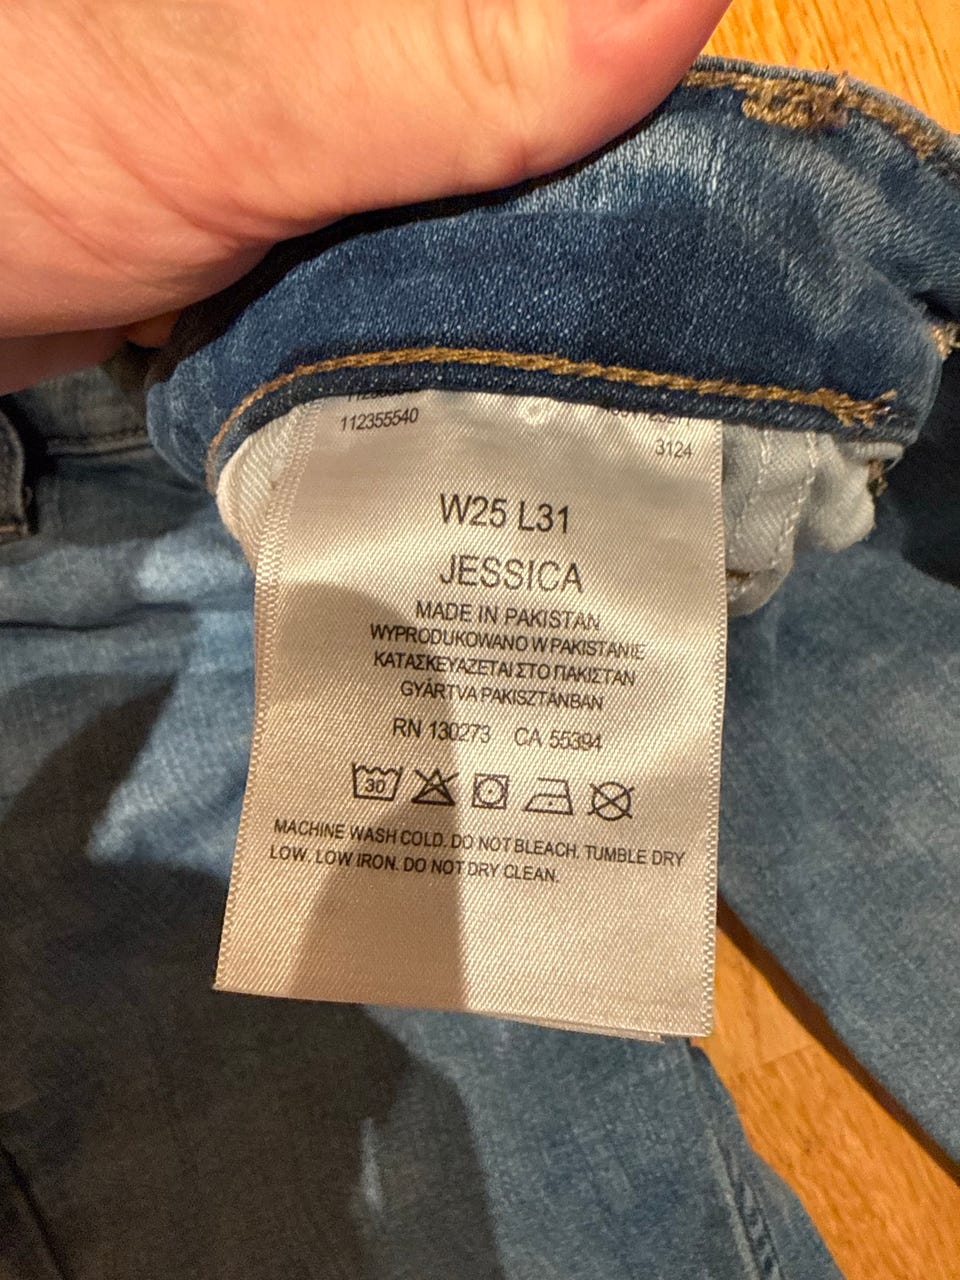 112355540
3124
W25 L31
JESSICA
MADE IN PAKISTAN
WYPRODUKOWANO W PAKISTANIE
ΚΑΤΑΣΚΕΥΑΖΕΤΑΙ ΣΤΟ ΠΑΚΙΣΤΑΝ
GYÁRTVA PAKISZTÁNBAN
RN 130273 CA 55394
30
MACHINE WASH COLD. DO NOT BLEACH. TUMBLE DRY
LOW. LOW IRON. DO NOT DRY CLEAN.